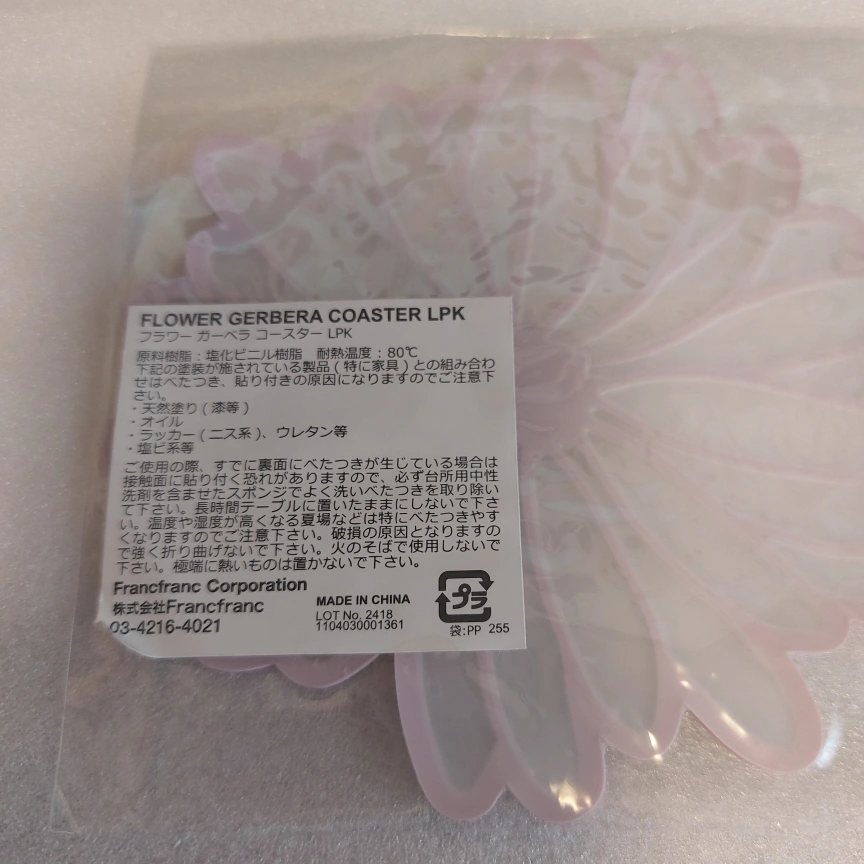 FLOWER GERBERA COASTER LPK
フラワー ガーベラ コースター LPK
原料樹脂：塩化ビニル樹脂　耐熱温度：80℃
下記の塗装が施されている製品(特に家具)との組み合わ
せはべたつき、貼り付きの原因になりますのでご注意下
さい。
・天然塗り(漆等)
・オイル
・ラッカー(ニス系)、ウレタン等
・塩ビ系等
ご使用の際、すでに裏面にべたつきが生じている場合は
接触面に貼り付く恐れがありますので、必ず台所用中性
洗剤を含ませたスポンジでよく洗いべたつきを取り除い
て下さい。長時間テーブルに置いたままにしないで下さ
い。温度や湿度が高くなる夏場などは特にべたつきやす
くなりますのでご注意下さい。破損の原因となりますの
で強く折り曲げないで下さい。火のそばで使用しないで
下さい。極端に熱いものは置かないで下さい。
Francfranc Corporation
株式会社Francfranc
03-4216-4021
MADE IN CHINA
LOT No. 2418
1104030001361
プラ
袋:PP 255